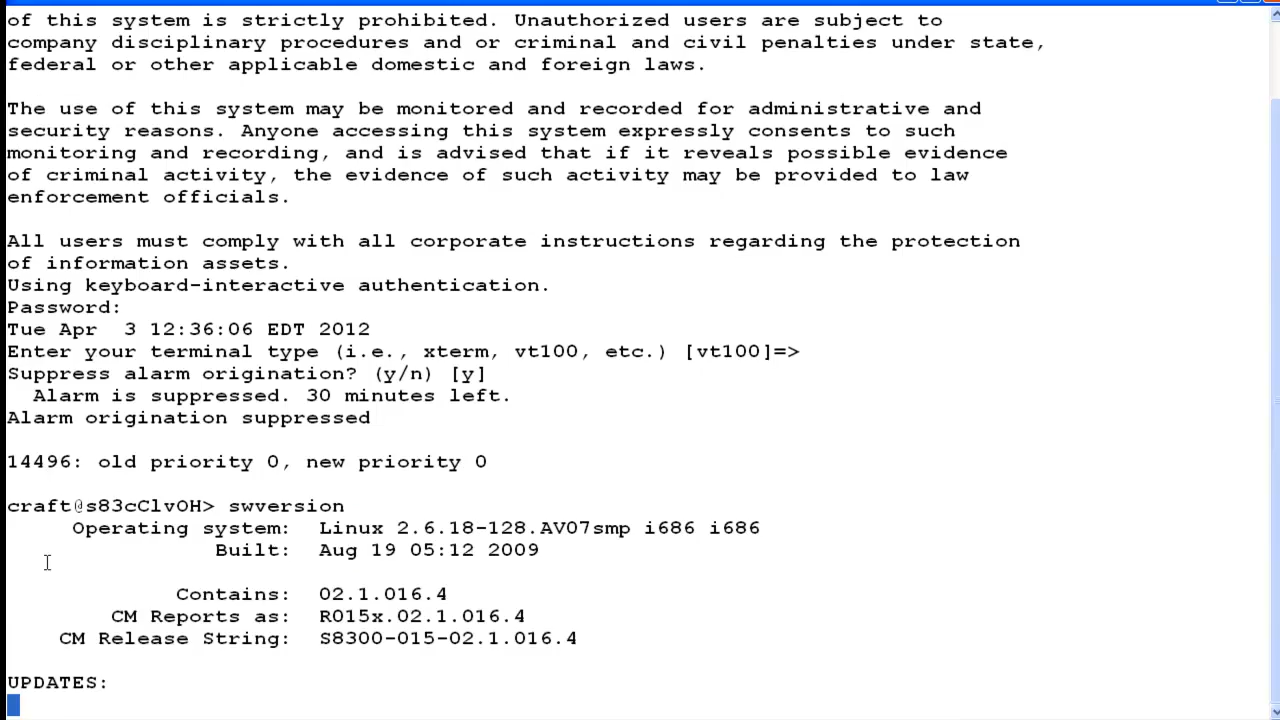 of this system is strictly prohibited. Unauthorized users are subject to
company disciplinary procedures and or criminal and civil penalties under state,
federal or other applicable domestic and foreign laws.
The use of this system may be monitored and recorded for administrative and
security reasons. Anyone accessing this system expressly consents to such
monitoring and recording, and is advised that if it reveals possible evidence
of criminal activity, the evidence of such activity may be provided to law
enforcement officials.
All users must comply with all corporate instructions regarding the protection
of information assets.
Using keyboard-interactive authentication.
Password:
Tue Apr  3 12:36:06 EDT 2012
Enter your terminal type (i.e., xterm, vt100, etc.) [vt100]=>
Suppress alarm origination? (y/n) [y]
Alarm is suppressed. 30 minutes left.
Alarm origination suppressed
14496: old priority 0, new priority 0
craft@s83cClvOH> swversion
Operating system:  Linux 2.6.18-128.AV07smp i686 i686
Built:  Aug 19 05:12 2009
Contains:  02.1.016.4
CM Reports as:  R015x.02.1.016.4
CM Release String:  S8300-015-02.1.016.4
UPDATES: